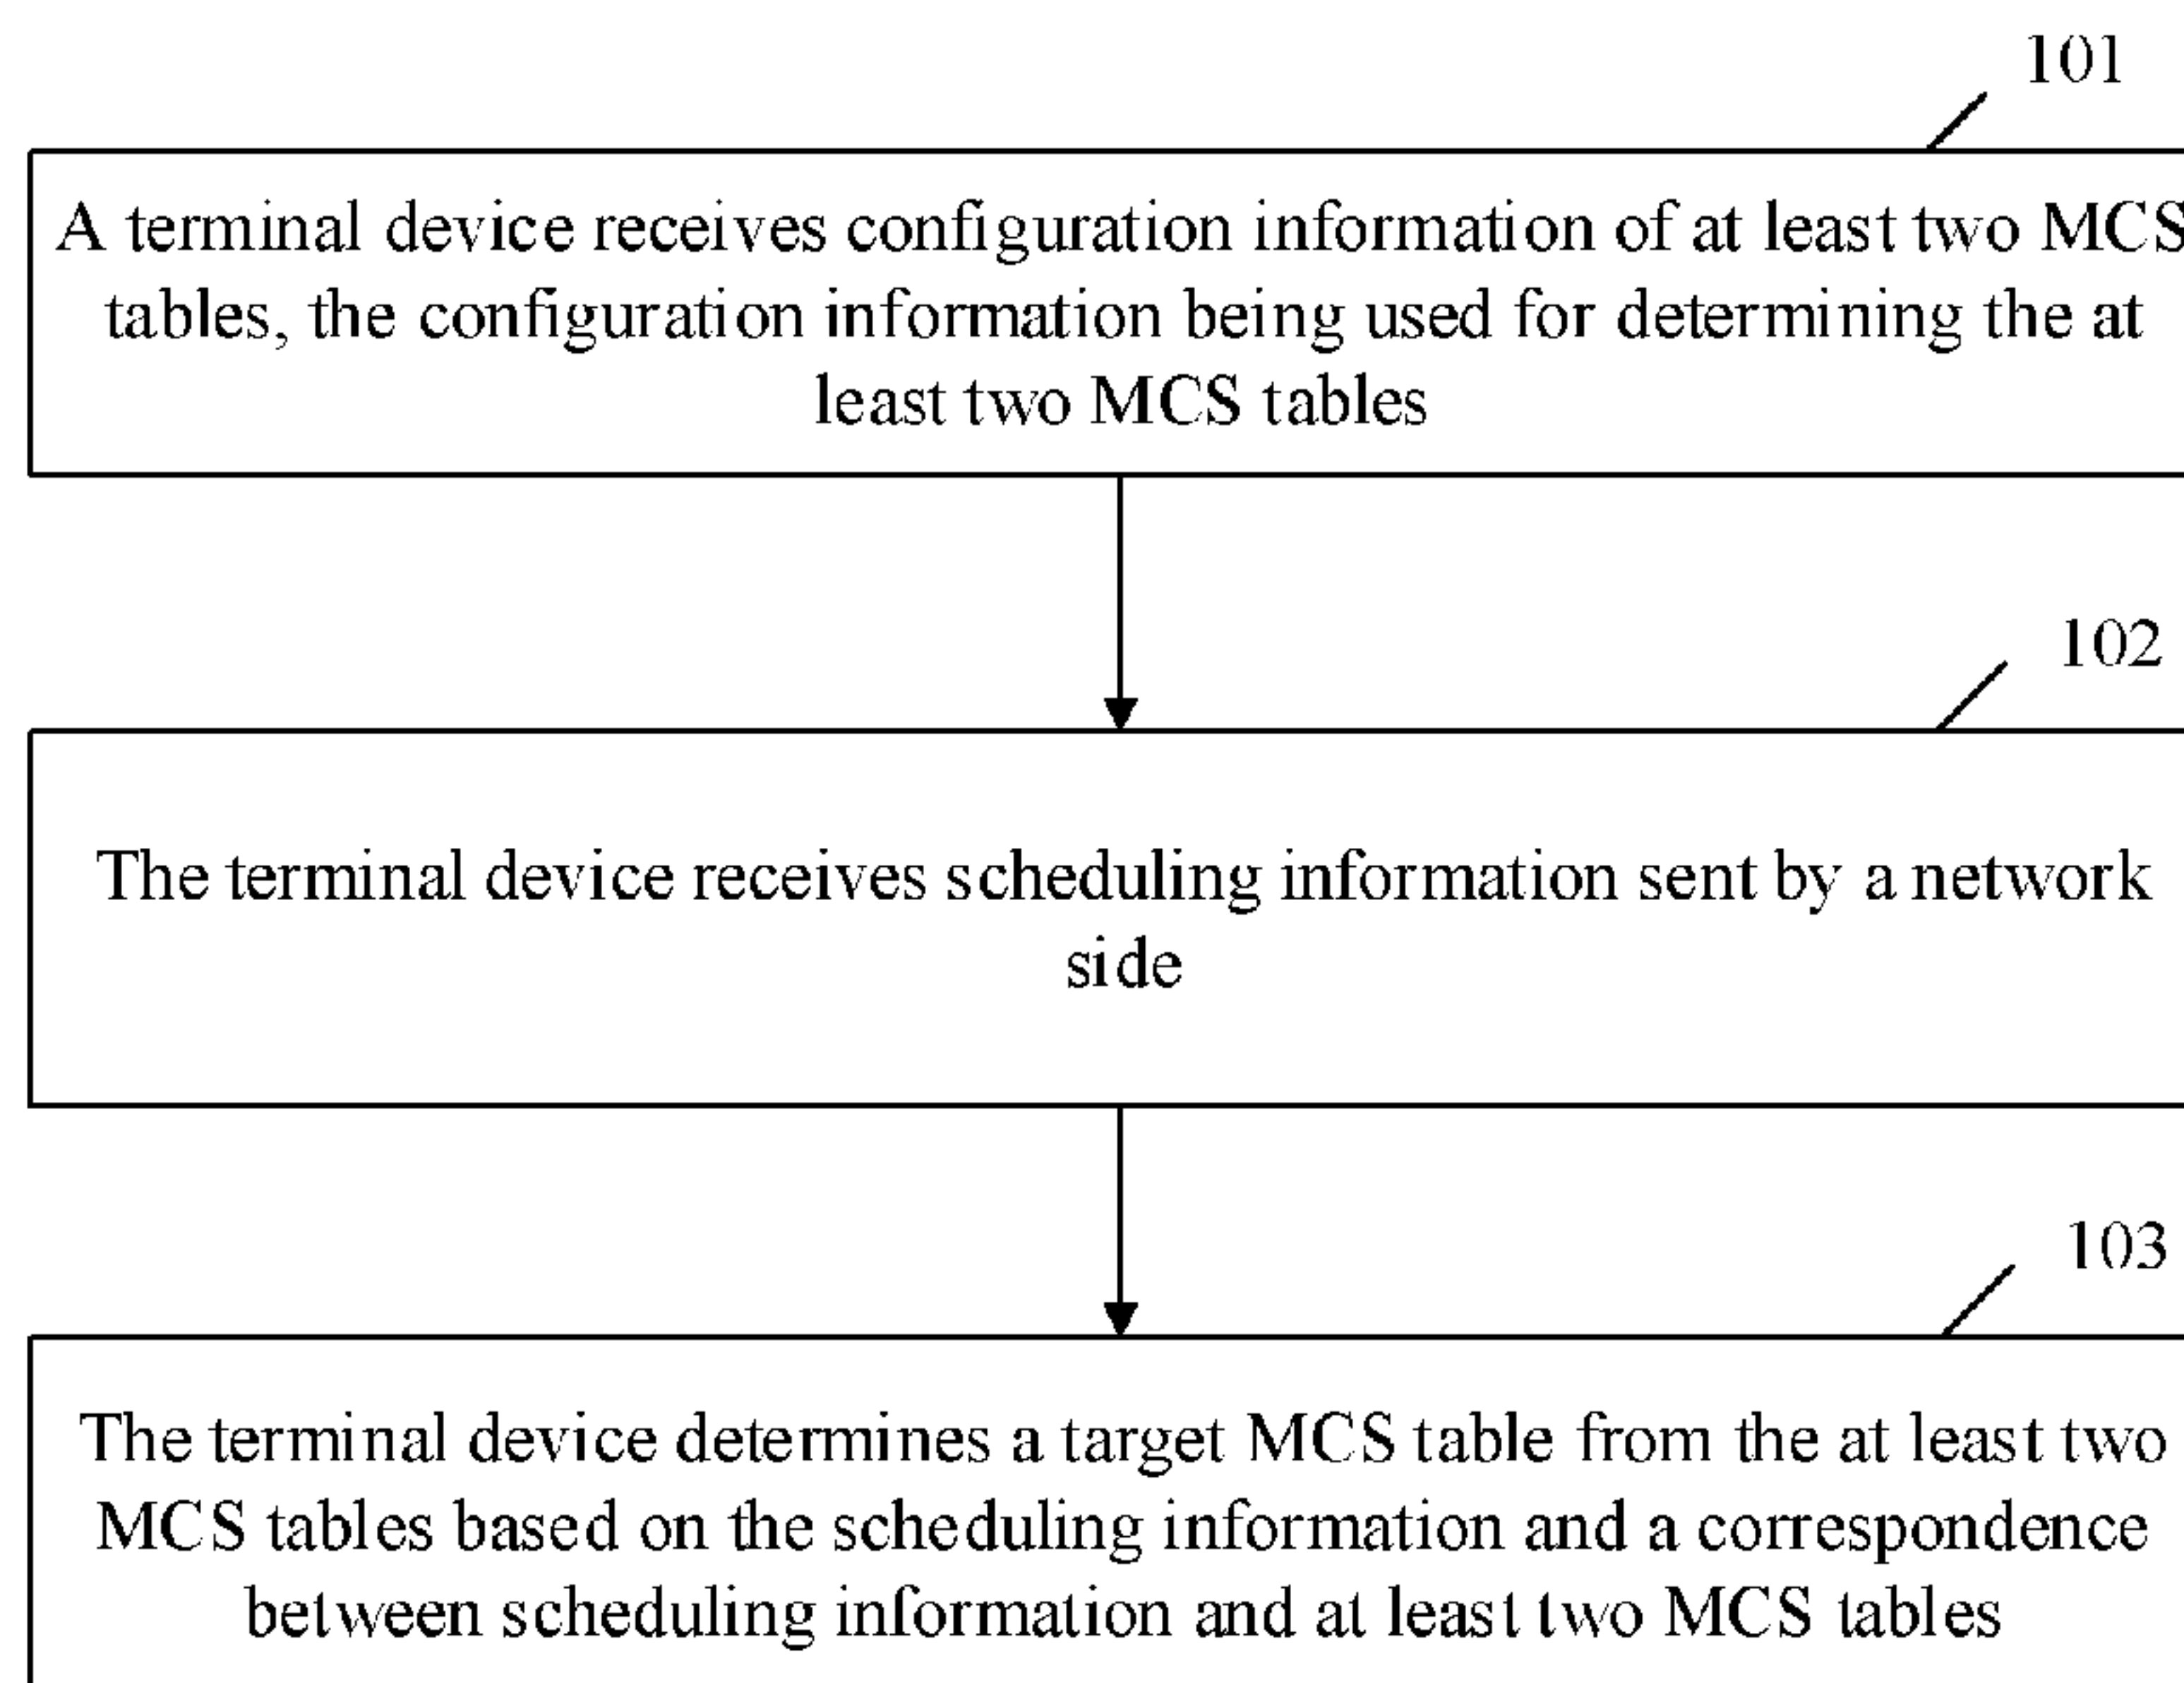 101
A terminal device receives configuration information of at least two MCS
tables, the configuration information being used for determining the at
least two MCS tables
102
The terminal device receives scheduling information sent by a network
side
103
The terminal device determines a target MCS table from the at least two
MCS tables based on the scheduling information and a correspondence
between scheduling information and at least two MCS tables